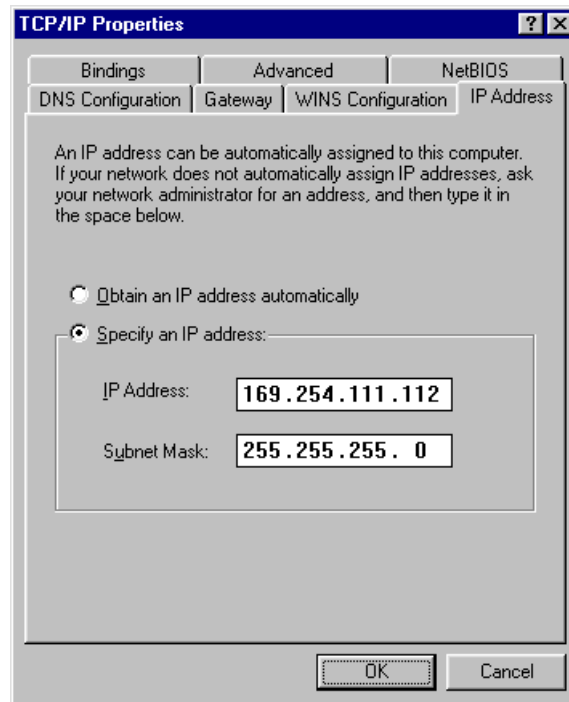 TCP/IP Properties
Bindings Advanced NetBIOS
DNS Configuration Gateway WINS Configuration IP Address
An IP address can be automatically assigned to this computer.
If your network does not automatically assign IP addresses, ask
your network administrator for an address, and then type it in
the space below.
Obtain an IP address automatically
Specify an IP address:
IP Address: 169.254.111.112
Subnet Mask: 255.255.255. 0
OK Cancel